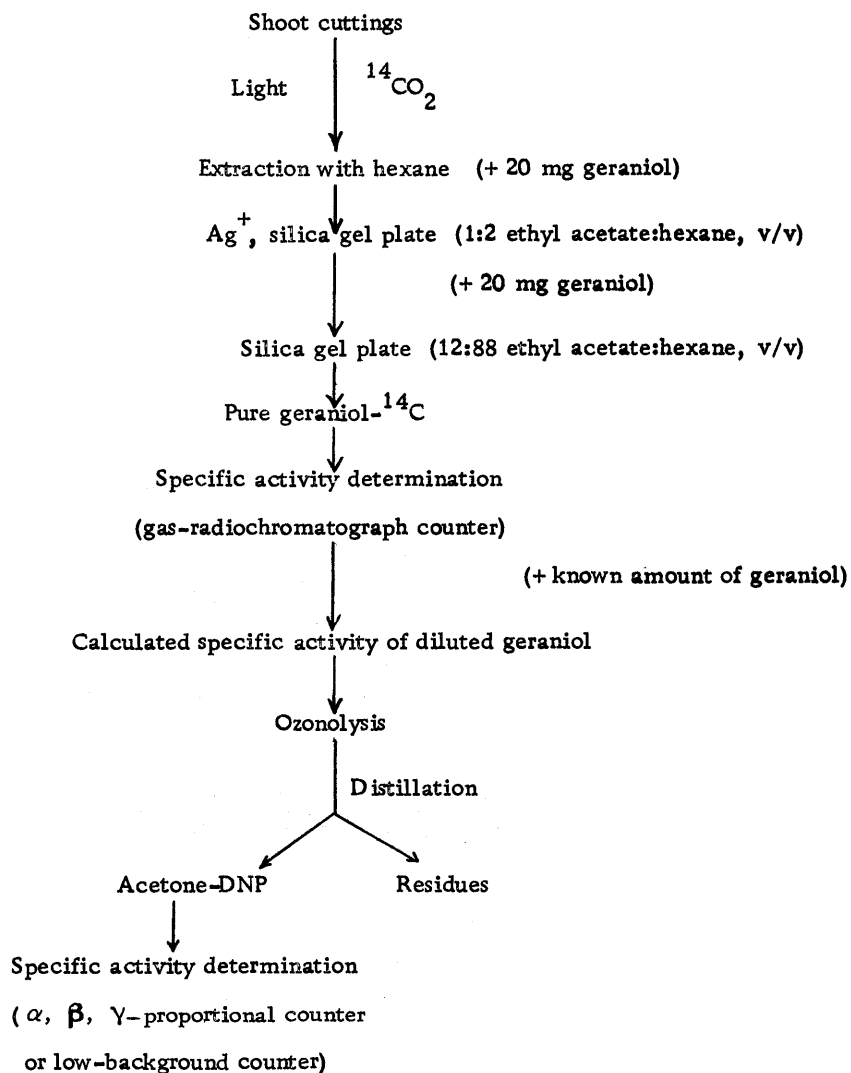 Shoot cuttings
Light ¹⁴CO₂
Extraction with hexane (+ 20 mg geraniol)
Ag⁺, silica gel plate (1:2 ethyl acetate:hexane, v/v)
(+ 20 mg geraniol)
Silica gel plate (12:88 ethyl acetate:hexane, v/v)
Pure geraniol-¹⁴C
Specific activity determination
(gas-radiochromatograph counter)
(+ known amount of geraniol)
Calculated specific activity of diluted geraniol
Ozonolysis
Distillation
Acetone-DNP Residues
Specific activity determination
(α, β, γ-proportional counter
or low-background counter)